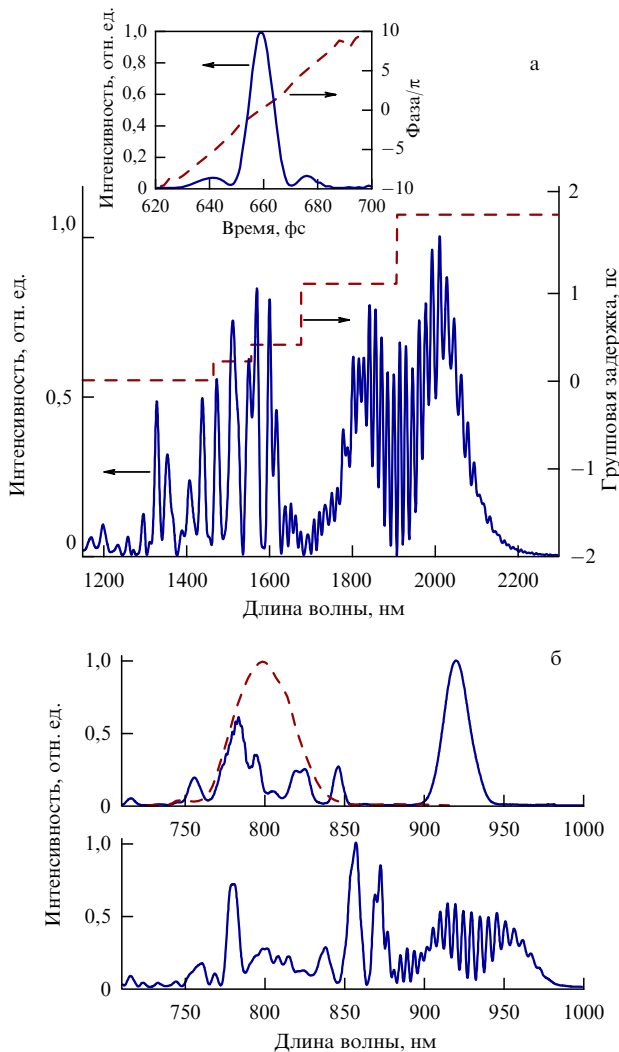 а
Интенсивность, отн. ед.
1,0
0,8
0,6
0,4
0,2
0
10
5
0
−5
−10
Фаза/π
620 640 660 680 700
Время, фс
Интенсивность, отн. ед.
1,0
0,5
0
2
1
0
−1
−2
Групповая задержка, пс
1200 1400 1600 1800 2000 2200
Длина волны, нм
б
Интенсивность, отн. ед.
1,0
0,5
0
750 800 850 900 950 1000
1,0
0,5
0
750 800 850 900 950 1000
Длина волны, нм